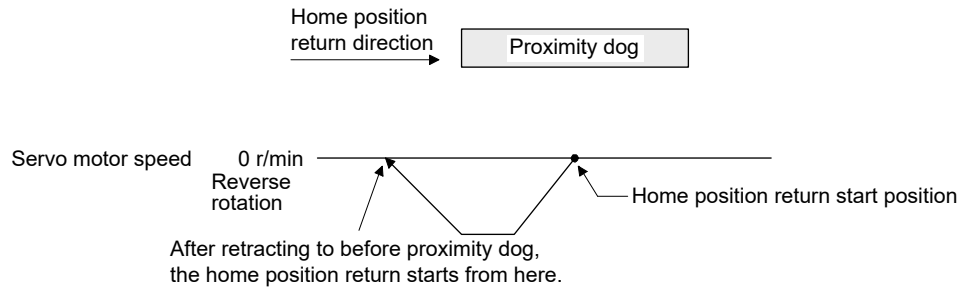 Home position
return direction
Proximity dog
Servo motor speed 0 r/min
Reverse
rotation
Home position return start position
After retracting to before proximity dog,
the home position return starts from here.